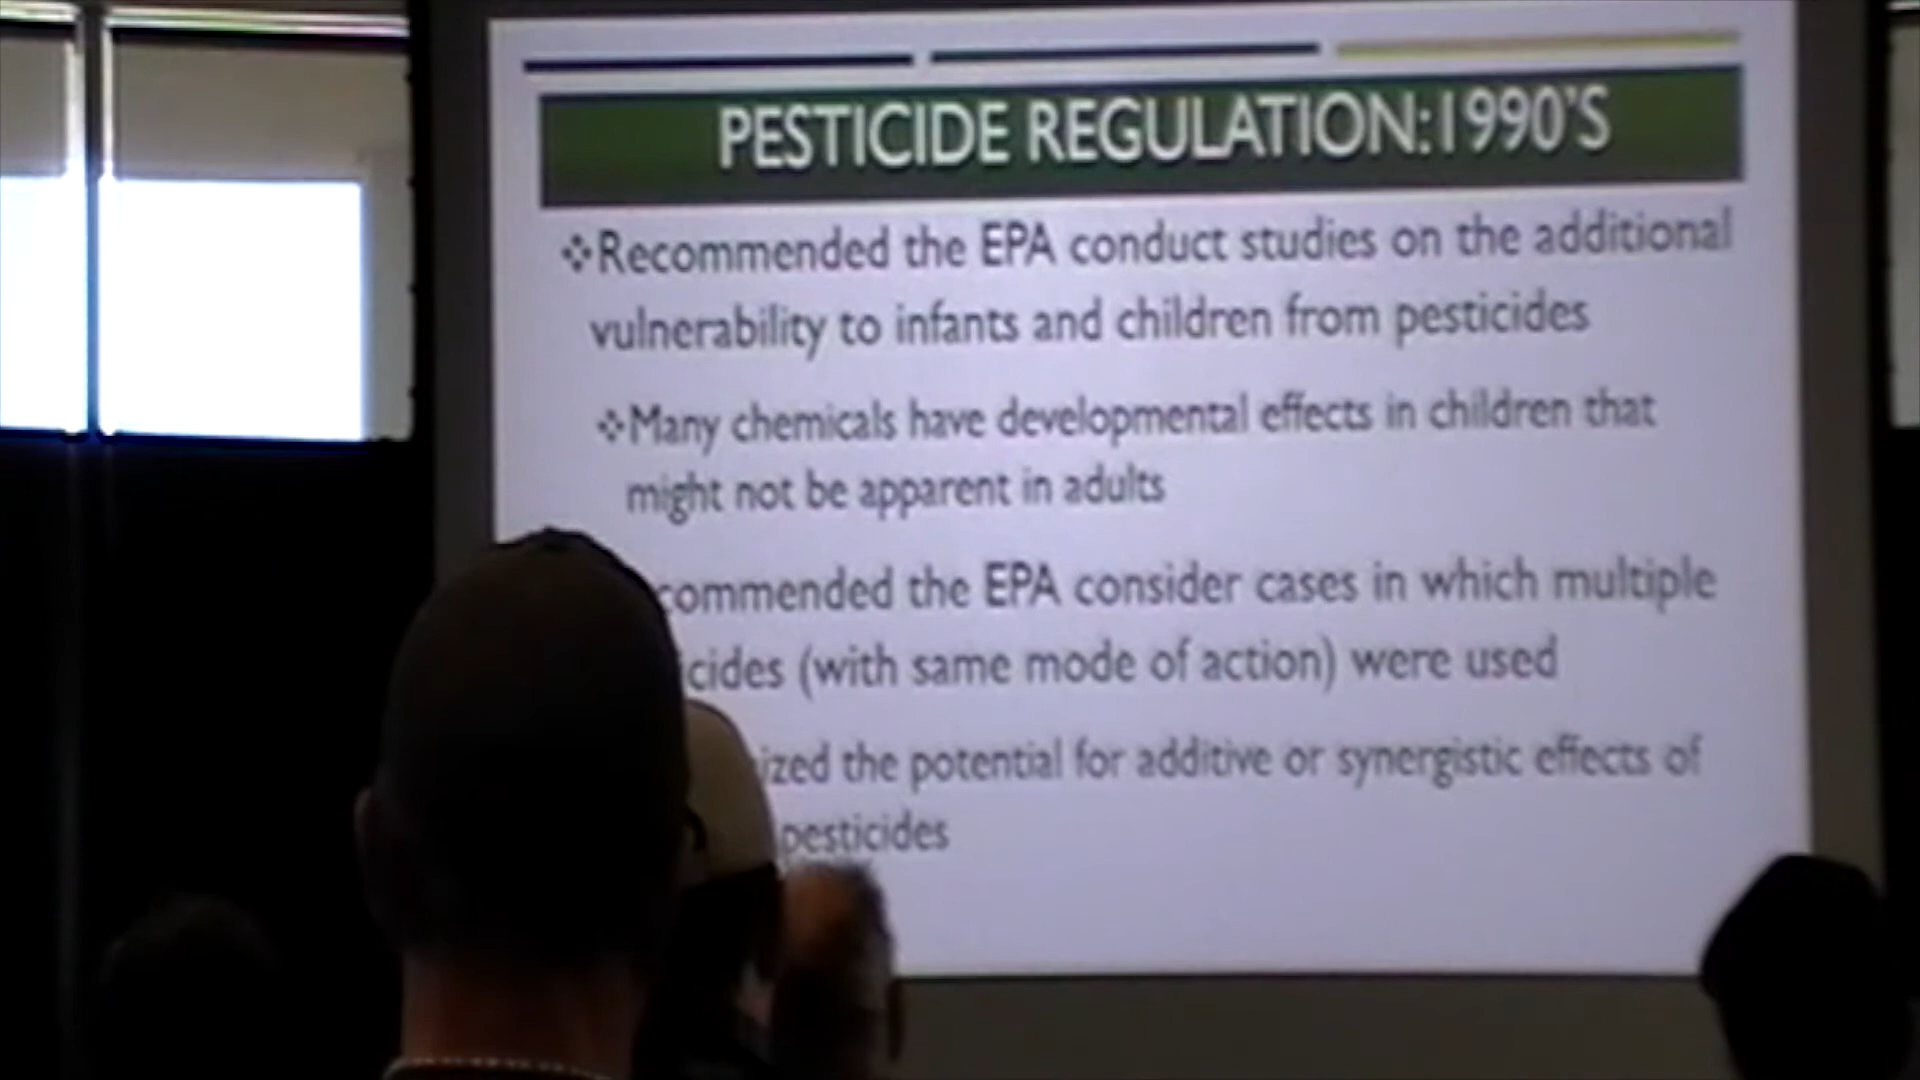 PESTICIDE REGULATION:1990'S
❖Recommended the EPA conduct studies on the additional
vulnerability to infants and children from pesticides
❖Many chemicals have developmental effects in children that
might not be apparent in adults
commended the EPA consider cases in which multiple
cides (with same mode of action) were used
ized the potential for additive or synergistic effects of
pesticides